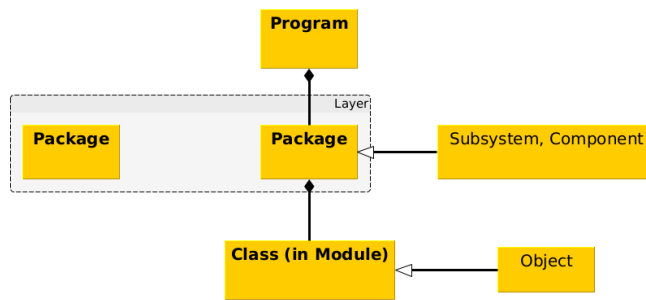 Program
Layer
Package
Package
Subsystem, Component
Class (in Module)
Object